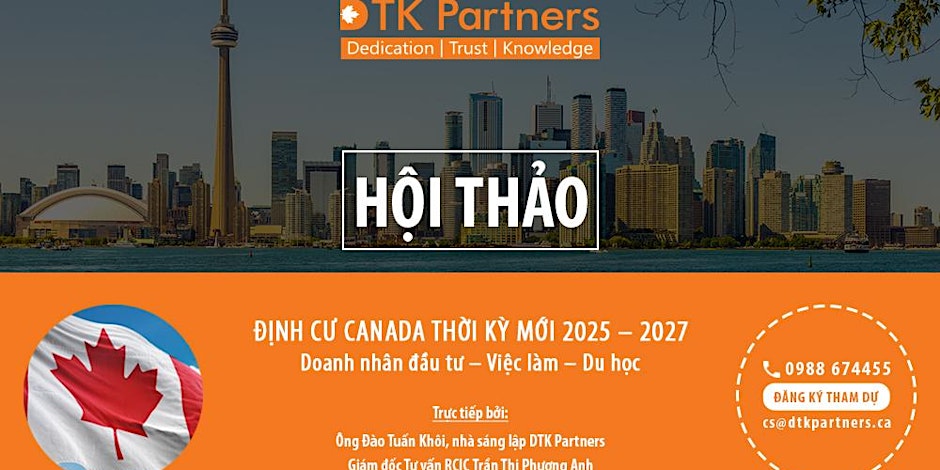 DTK Partners
Dedication | Trust | Knowledge
HỘI THẢO
ĐỊNH CƯ CANADA THỜI KỲ MỚI 2025 – 2027
Doanh nhân đầu tư – Việc làm – Du học
Trực tiếp bởi:
Ông Đào Tuấn Khôi, nhà sáng lập DTK Partners
Giám đốc Tư vấn RCIC Trần Thị Phương Anh
0988 674455
ĐĂNG KÝ THAM DỰ
cs@dtkpartners.ca